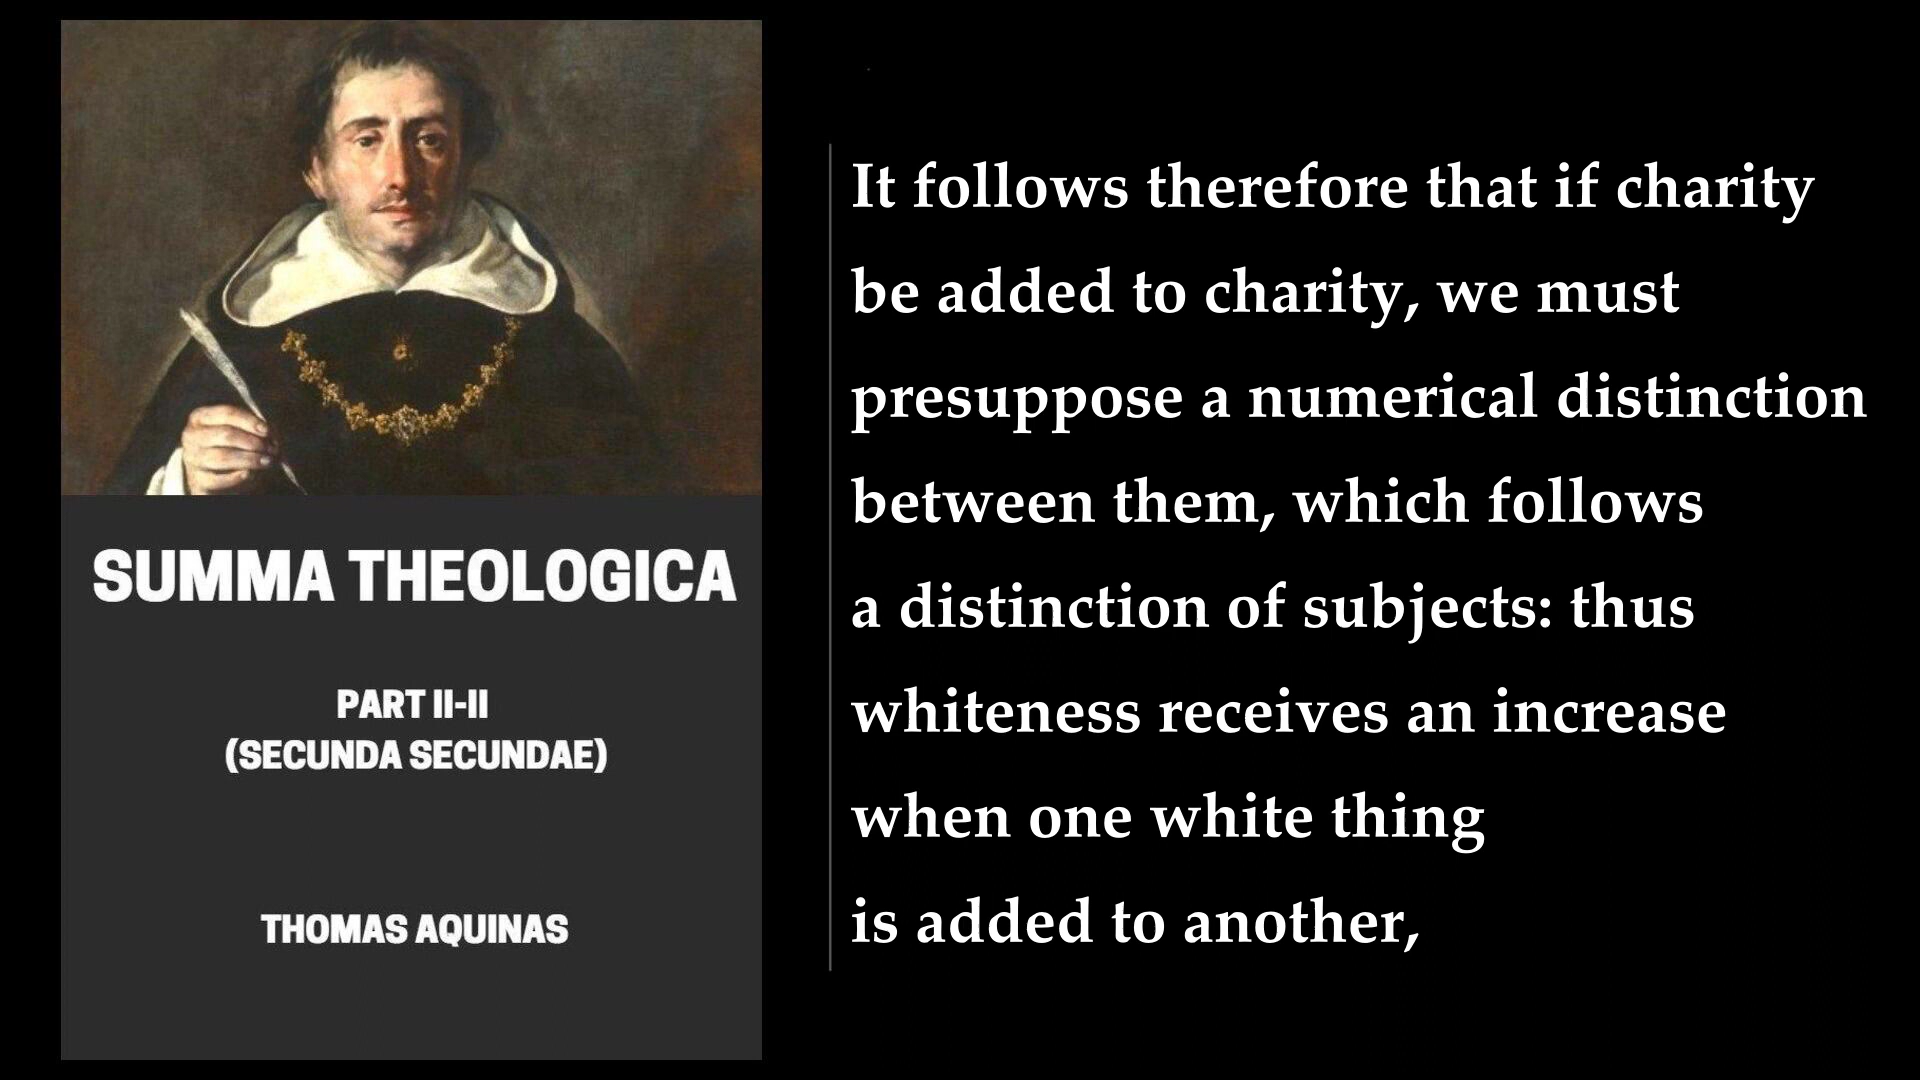 SUMMA THEOLOGICA
PART II-II
(SECUNDA SECUNDAE)
THOMAS AQUINAS
It follows therefore that if charity
be added to charity, we must
presuppose a numerical distinction
between them, which follows
a distinction of subjects: thus
whiteness receives an increase
when one white thing
is added to another,